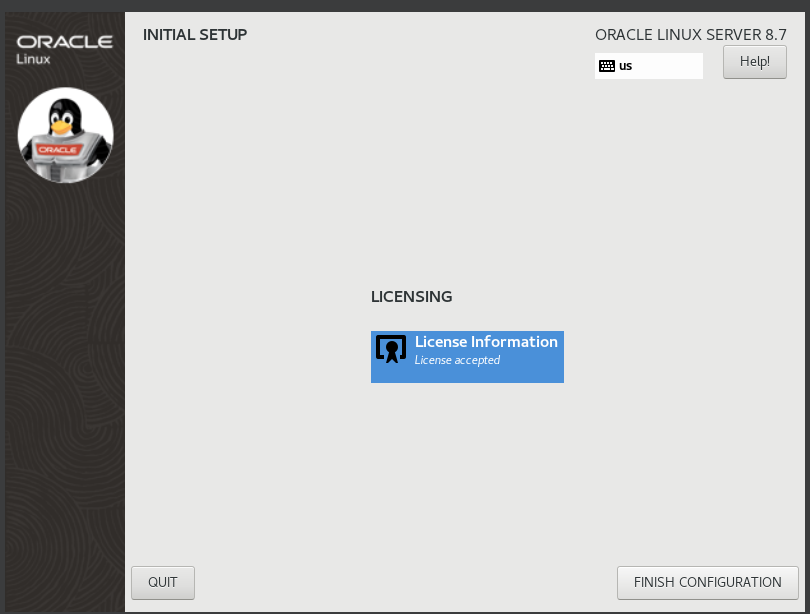 ORACLE
Linux
ORACLE
INITIAL SETUP
ORACLE LINUX SERVER 8.7
us
Help!
LICENSING
License Information
License accepted
QUIT
FINISH CONFIGURATION